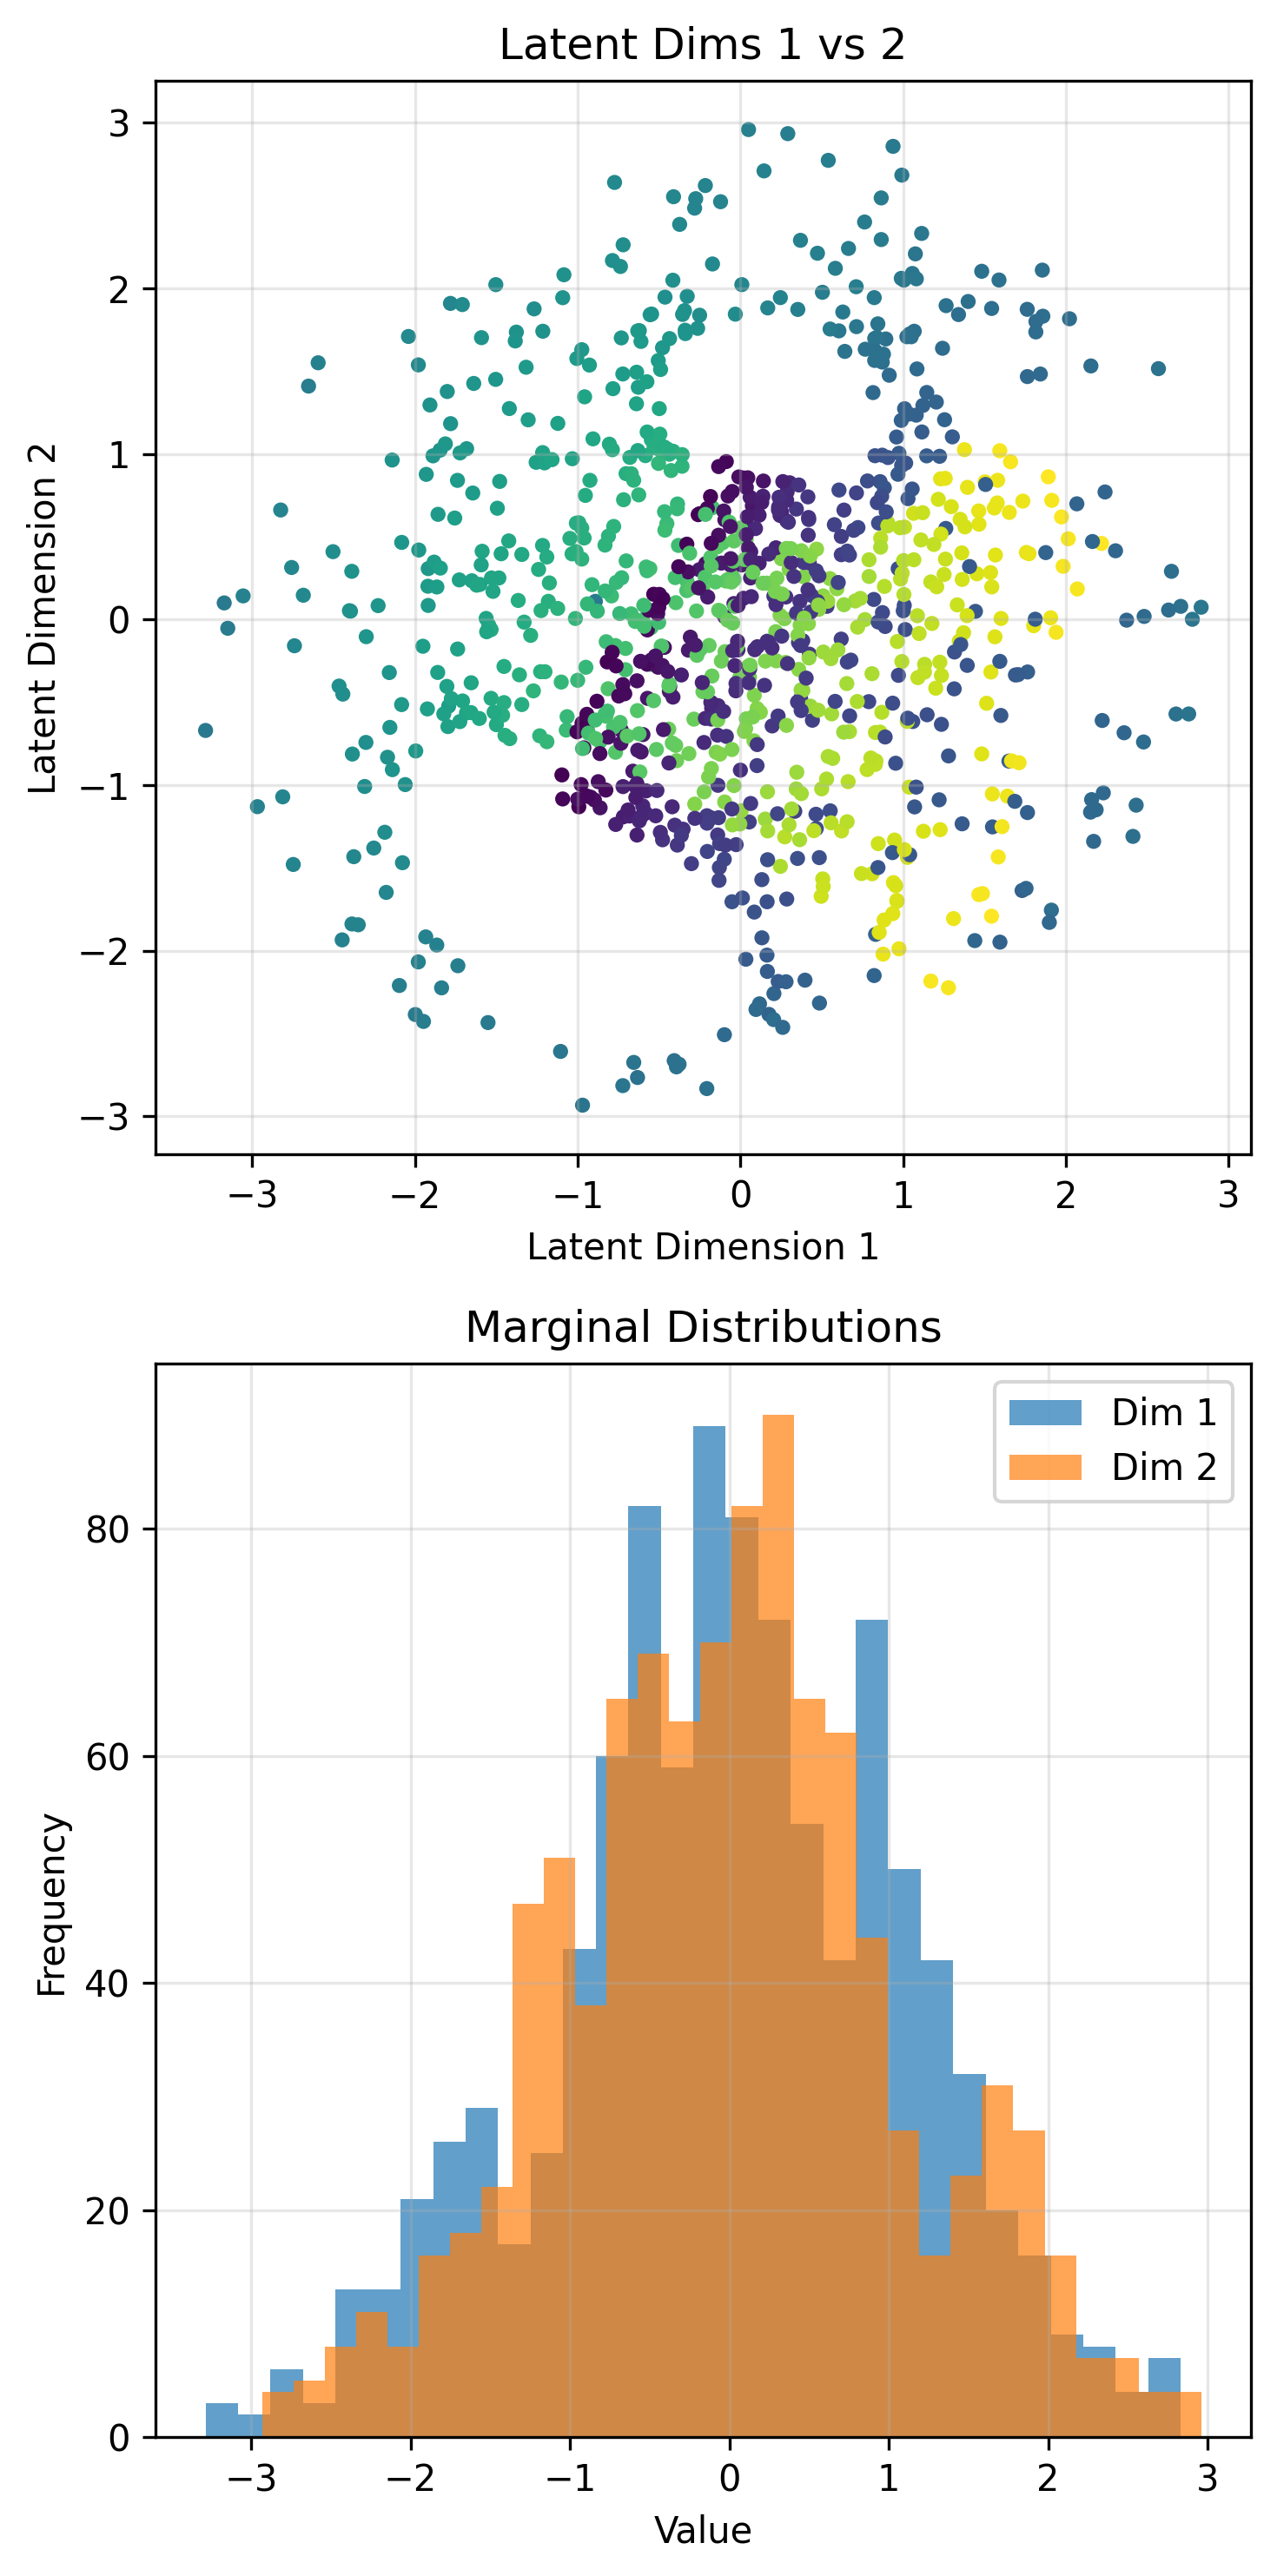 Latent Dims 1 vs 2
3
2
1
0
−1
−2
−3
Latent Dimension 2
−3 −2 −1 0 1 2 3
Latent Dimension 1
Marginal Distributions
Dim 1
Dim 2
80
60
40
20
0
Frequency
−3 −2 −1 0 1 2 3
Value